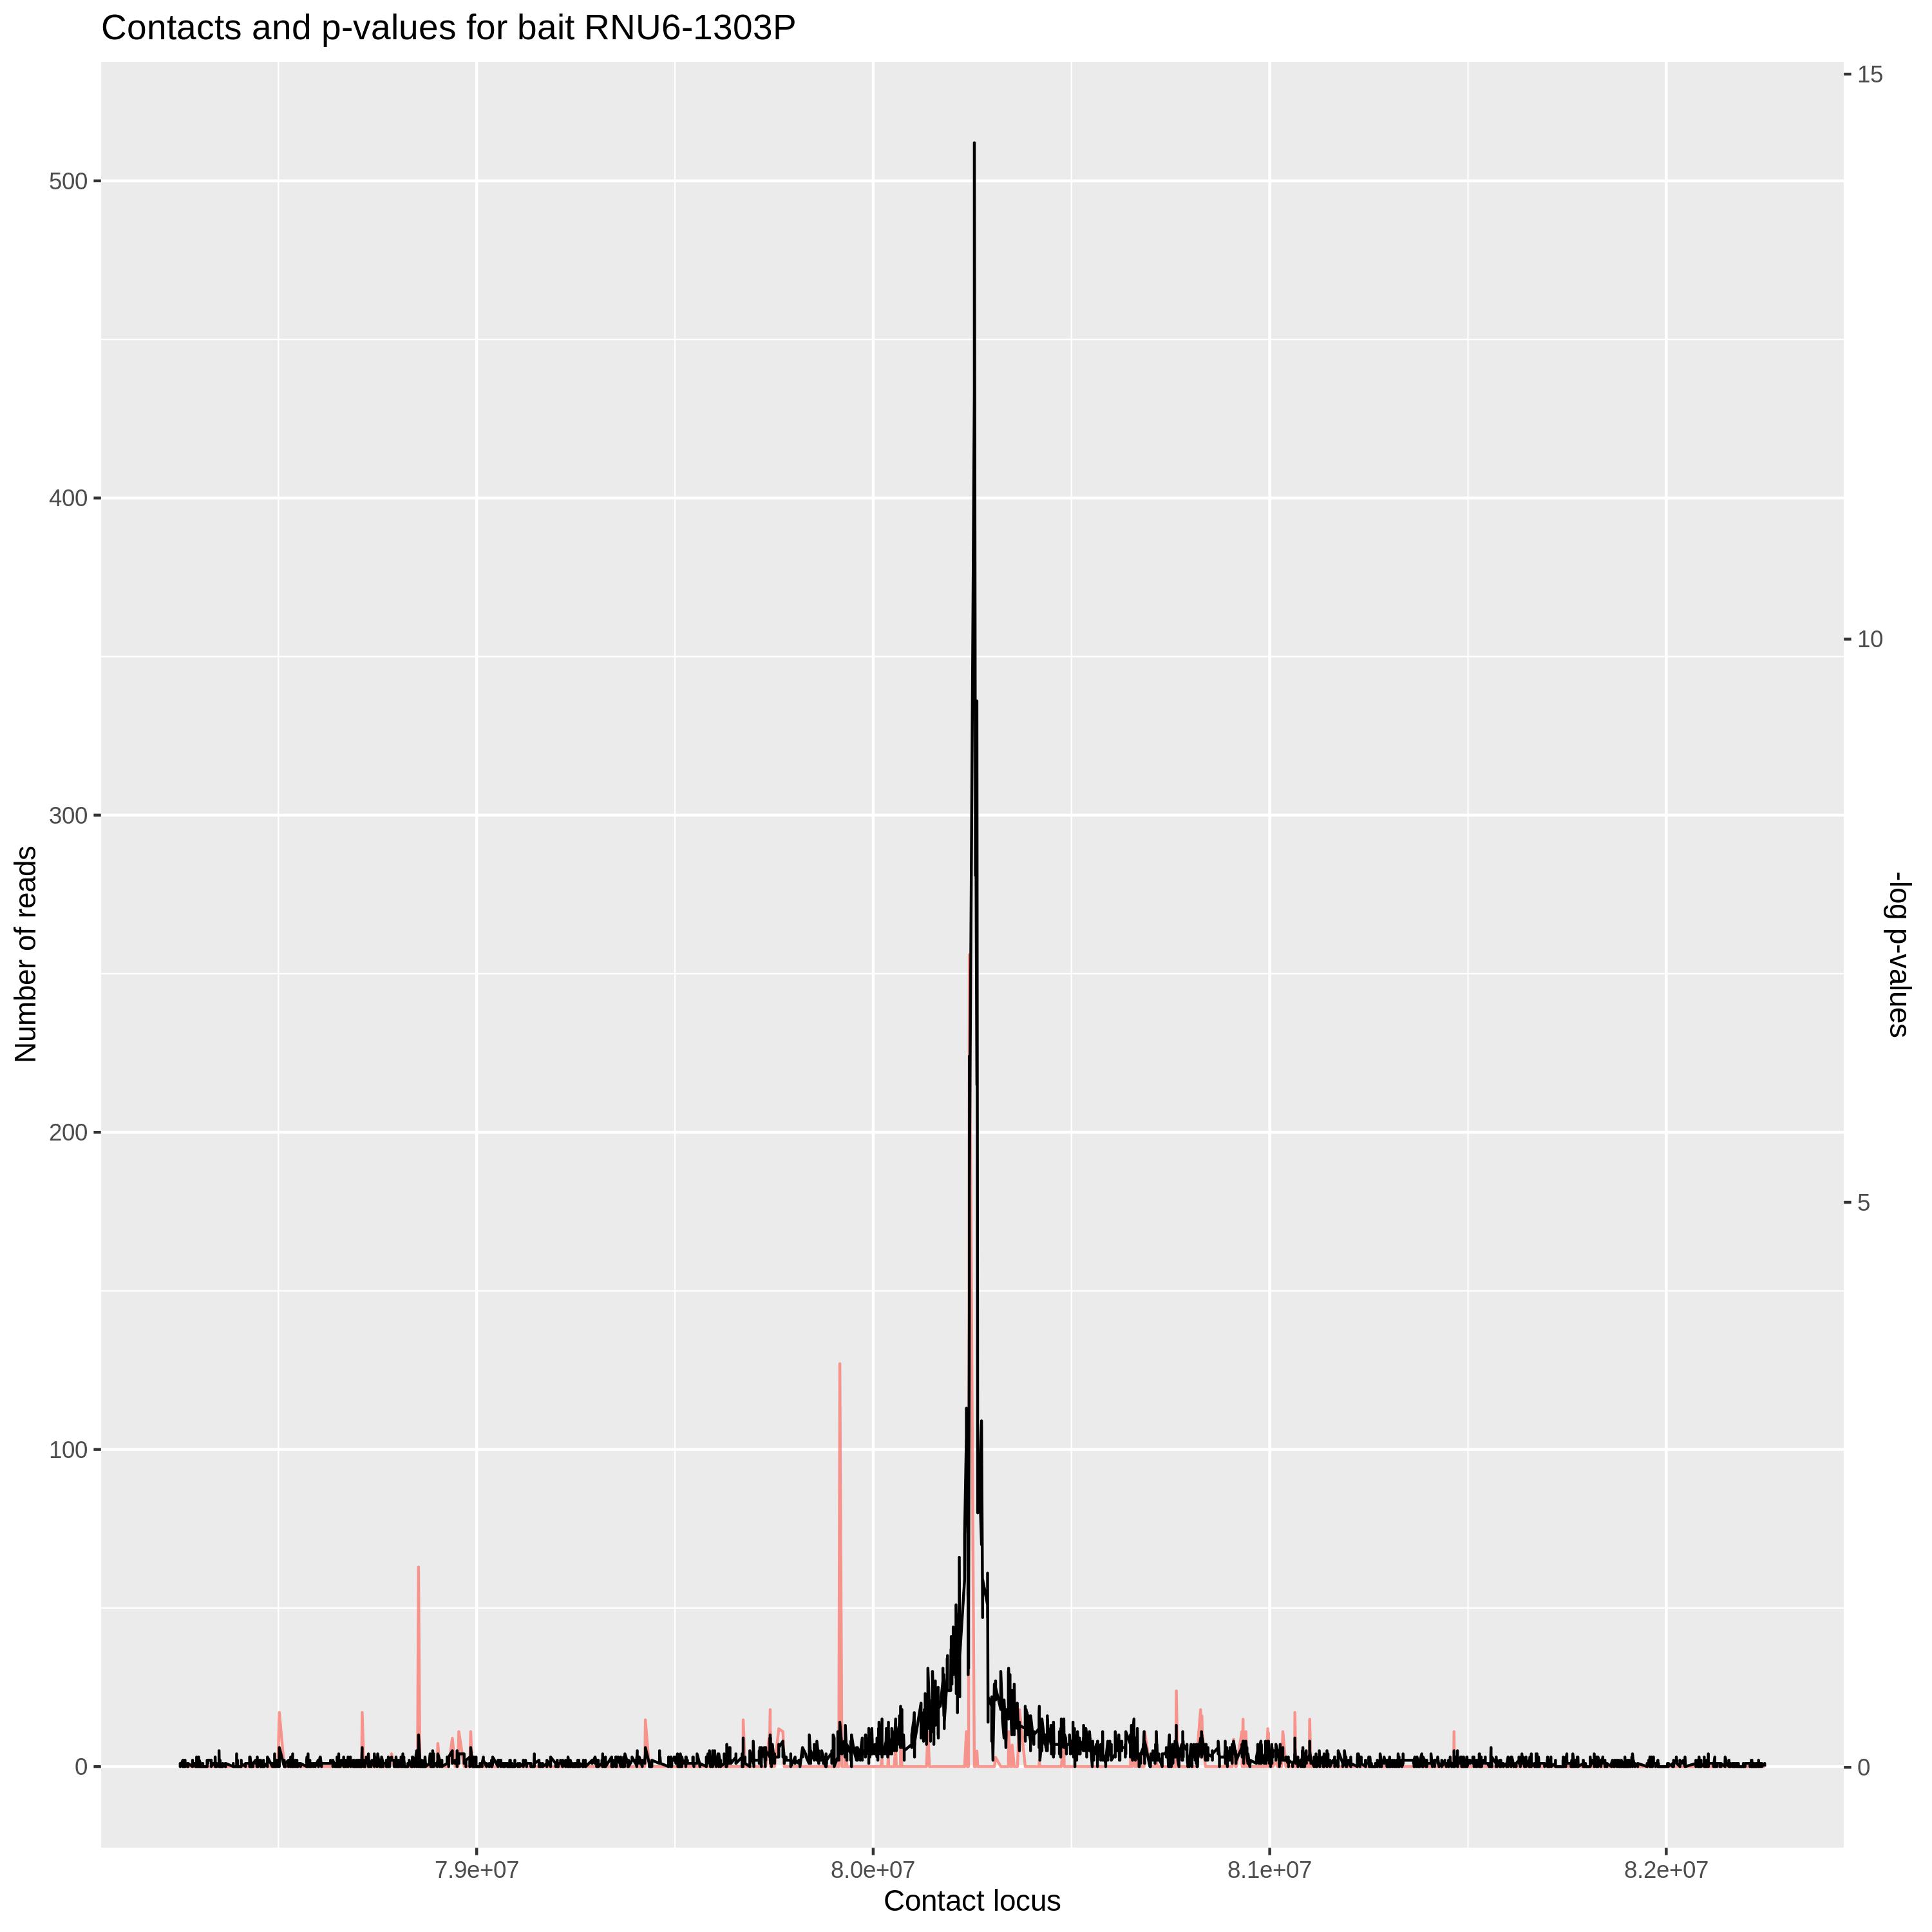 Contacts and p-values for bait RNU6-1303P
Number of reads
500
400
300
200
100
0
15
10
5
0
-log p-values
7.9e+07
8.0e+07
8.1e+07
8.2e+07
Contact locus